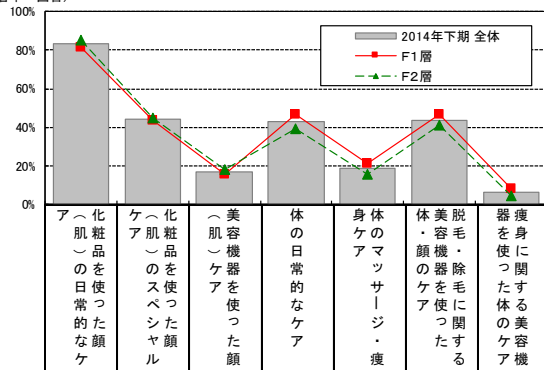 100%
80%
60%
40%
20%
0%
2014年下期 全体
F1層
F2層
化粧品を使った顔
（肌）の日常的なケ
ア
化粧品を使った顔
（肌）のスペシャル
ケア
美容機器を使った顔
（肌）ケア
体の日常的なケア
体のマッサージ・痩
身ケア
脱毛・除毛に関する
美容機器を使った
体・顔のケア
痩身に関する美容機
器を使った体のケア